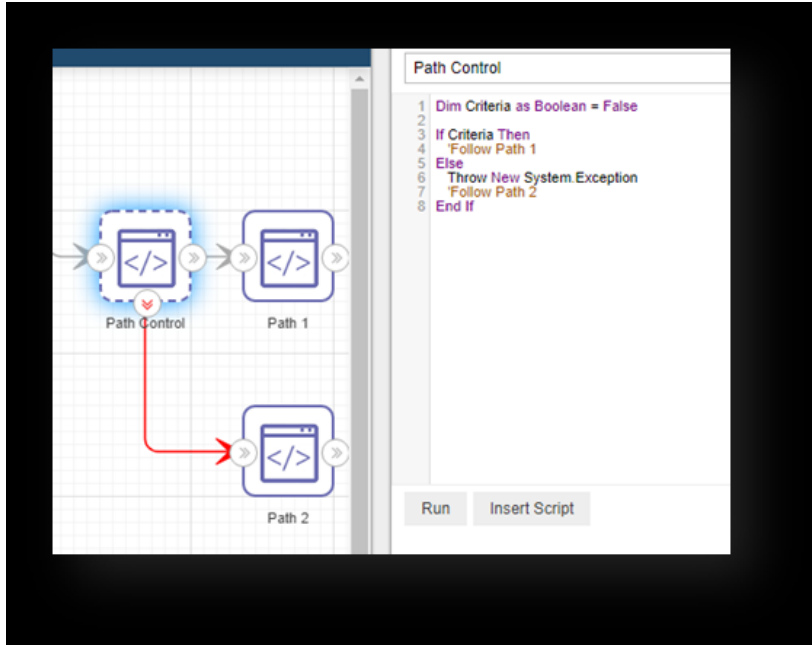 Path Control
Path 1
Path 2
Path Control
1 Dim Criteria as Boolean = False
2
3 If Criteria Then
4 'Follow Path 1
5 Else
6 Throw New System.Exception
7 'Follow Path 2
8 End If
Run Insert Script